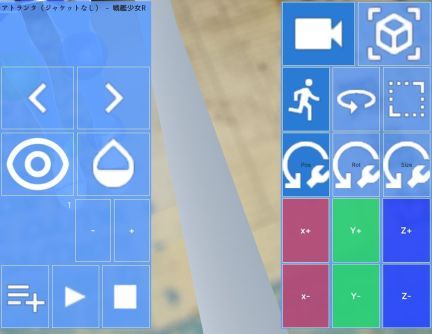 アトランタ（ジャケットなし） - 戦艦少女R
1
-
+
Pos
Rot
Size
x+
Y+
Z+
x-
Y-
Z-